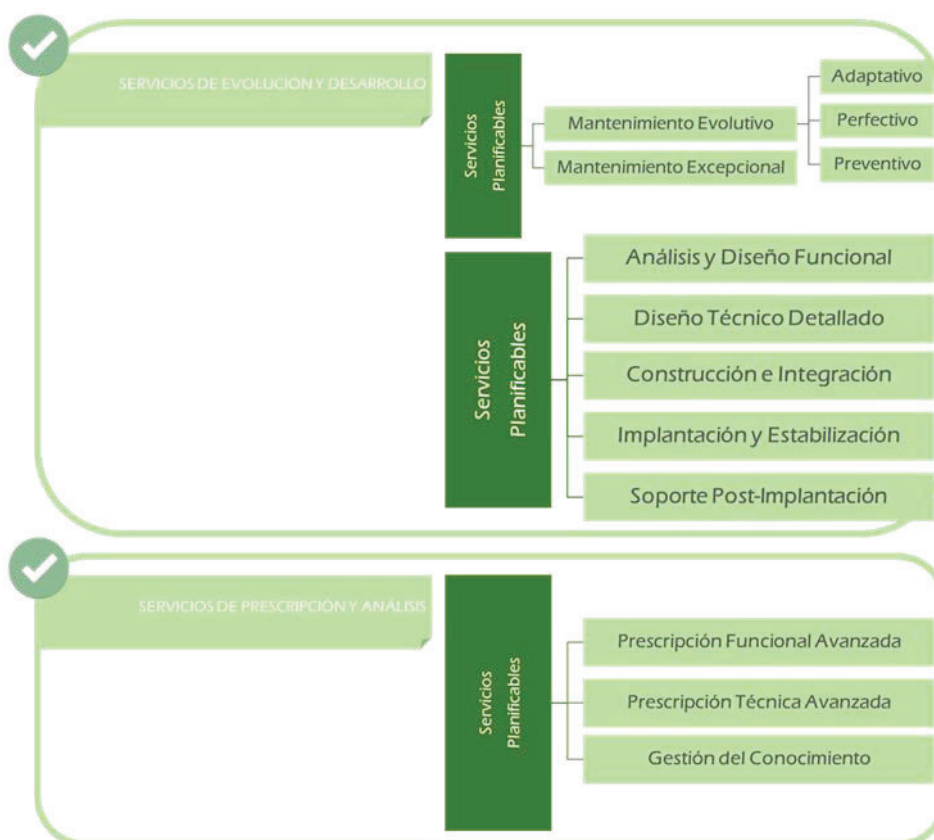 SERVICIOS DE EVOLUCIÓN Y DESARROLLO
Servicios
Planificables
Mantenimiento Evolutivo
Mantenimiento Excepcional
Adaptativo
Perfectivo
Preventivo
Servicios
Planificables
Análisis y Diseño Funcional
Diseño Técnico Detallado
Construcción e Integración
Implantación y Estabilización
Soporte Post-Implantación
SERVICIOS DE PRESCRIPCIÓN Y ANÁLISIS
Servicios
Planificables
Prescripción Funcional Avanzada
Prescripción Técnica Avanzada
Gestión del Conocimiento